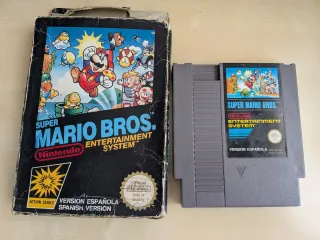 SUPER
MARIO BROS.
Nintendo
ENTERTAINMENT
SYSTEM
ACTION SERIES
VERSION ESPAÑOLA
SPANISH VERSION
SUPER MARIO BROS.
ENTERTAINMENT
SYSTEM
VERSION ESPAÑOLA